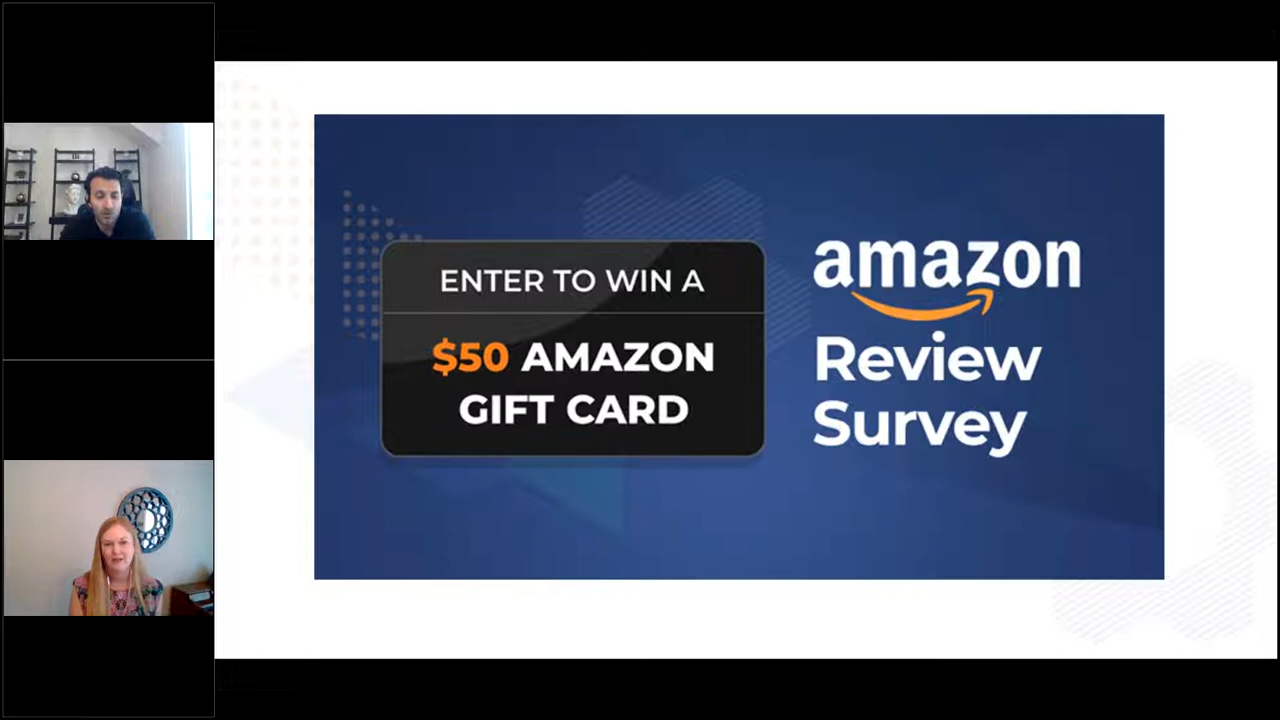 ENTER TO WIN A
$50 AMAZON
GIFT CARD
amazon
Review
Survey